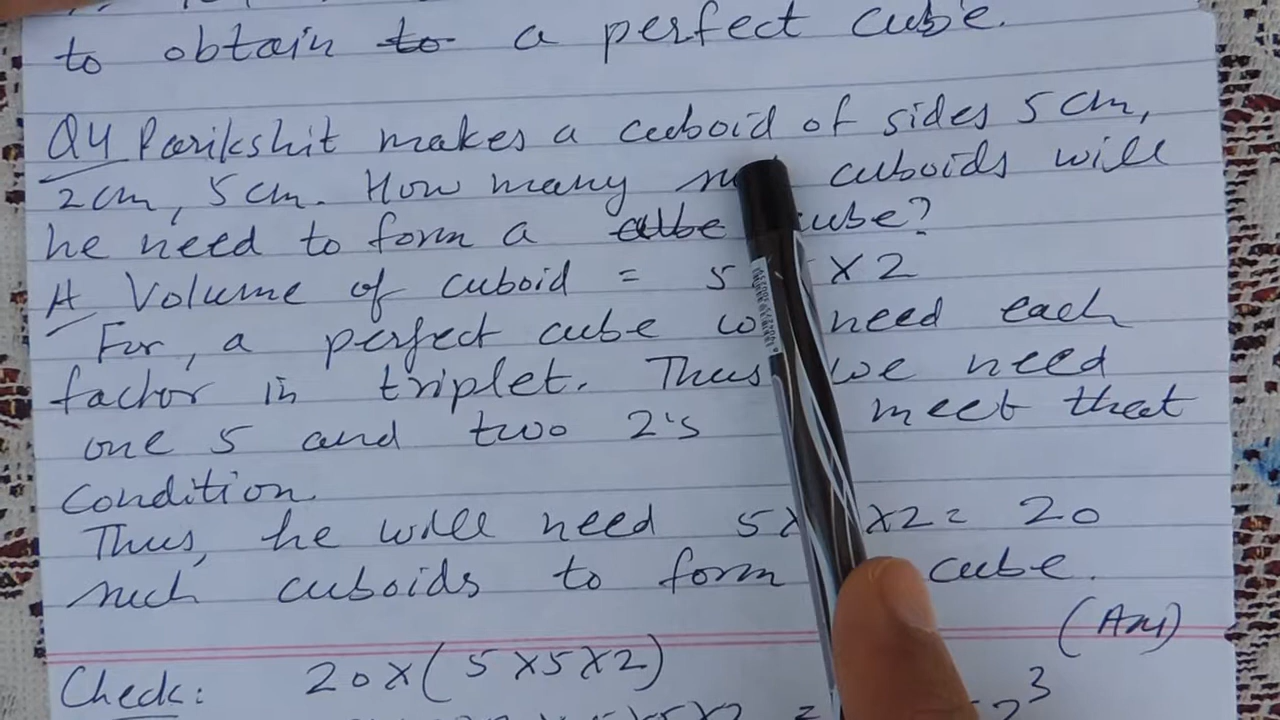 to obtain to a perfect cube.
Q4 Parikshit makes a cuboid of sides 5 cm,
2 cm, 5 cm. How many cuboids will
he need to form a cube cube?
A Volume of cuboid = 5 X 2
For, a perfect cube we need each
factor in triplet. Thus we need
one 5 and two 2's meet that
condition.
Thus, he will need 5 X X 2 = 20
such cuboids to form cube.
(Ans)
Check: 20 X ( 5 X 5 X 2 )